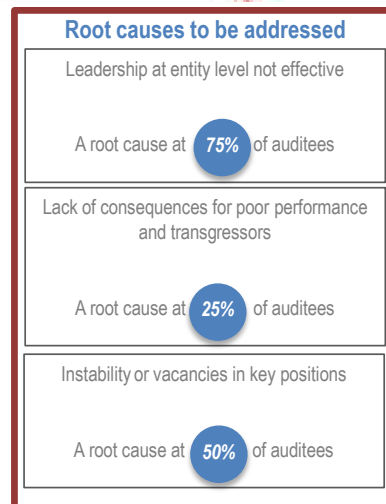 Root causes to be addressed
Leadership at entity level not effective
A root cause at 75% of auditees
Lack of consequences for poor performance
and transgressors
A root cause at 25% of auditees
Instability or vacancies in key positions
A root cause at 50% of auditees